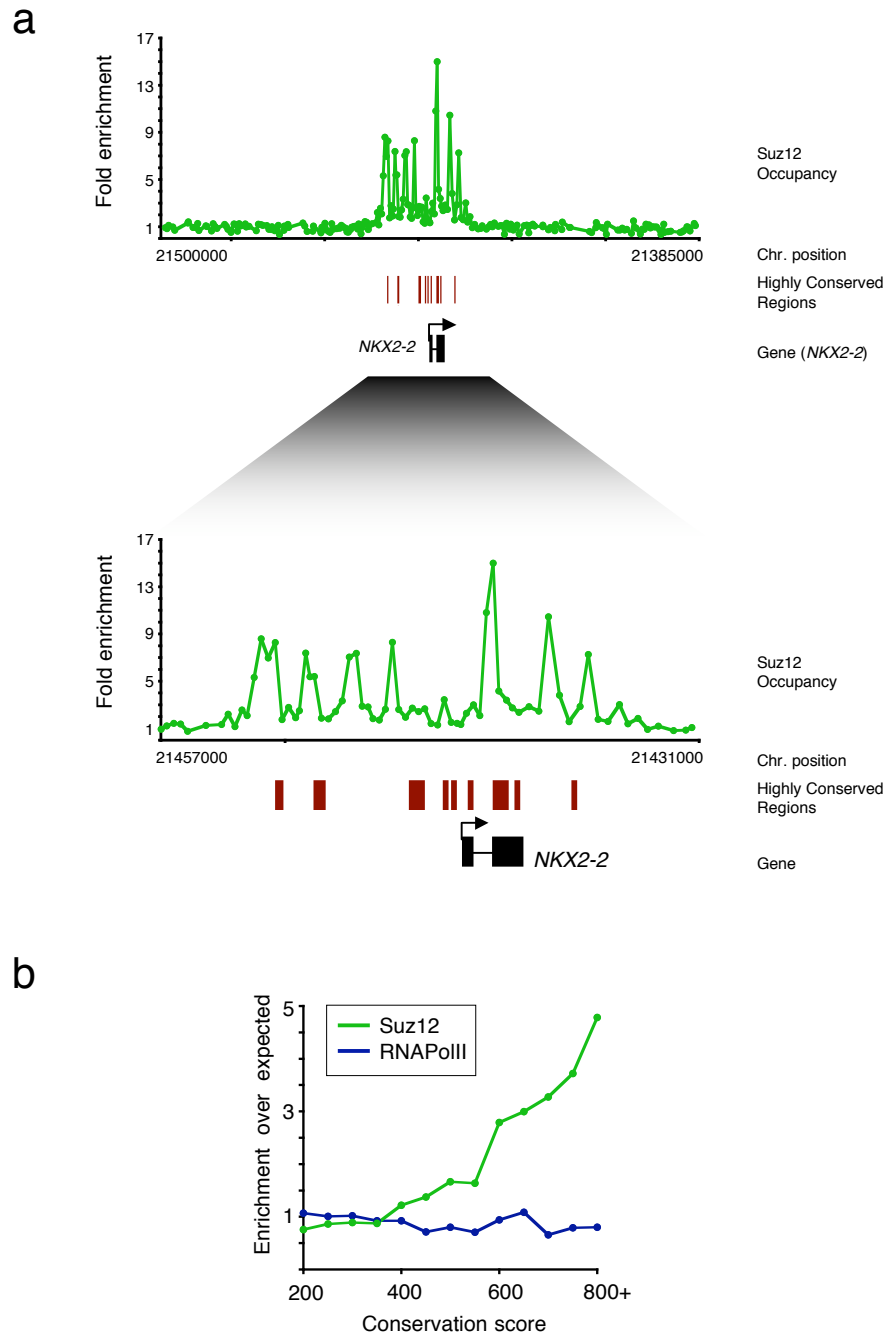 a
17
13
9
5
1
Fold enrichment
Suz12
Occupancy
21500000
21385000
Chr. position
Highly Conserved
Regions
NKX2-2
Gene (NKX2-2)
17
13
9
5
1
Fold enrichment
Suz12
Occupancy
21457000
21431000
Chr. position
Highly Conserved
Regions
NKX2-2
Gene
b
5
3
1
Enrichment over expected
Suz12
RNAPolII
200
400
600
800+
Conservation score